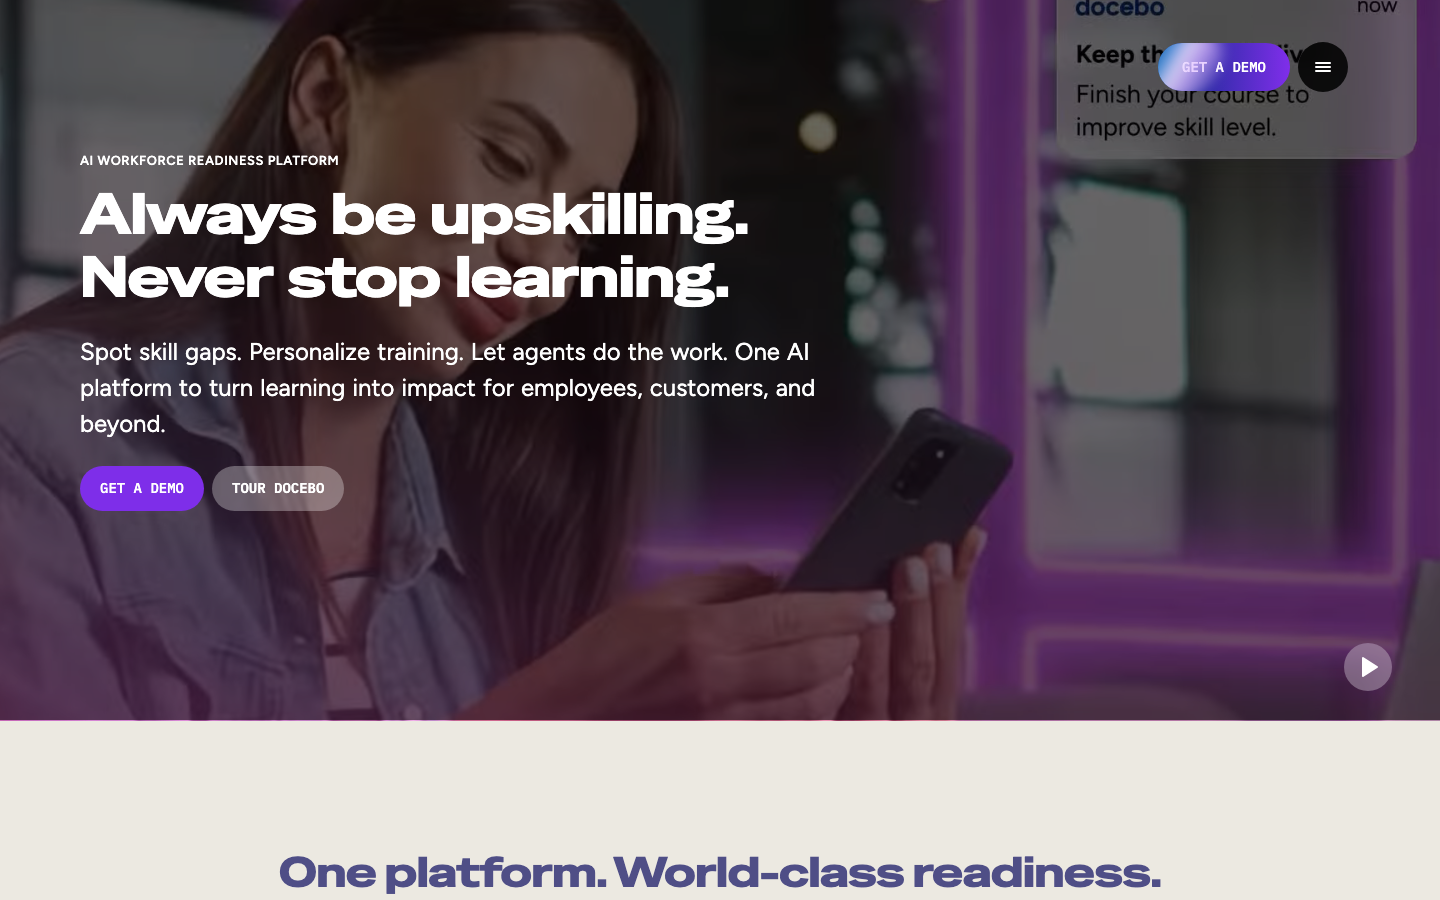 docebo
now
Keep th
GET A DEMO
Finish your course to
improve skill level.
AI WORKFORCE READINESS PLATFORM
Always be upskilling.
Never stop learning.
Spot skill gaps. Personalize training. Let agents do the work. One AI
platform to turn learning into impact for employees, customers, and
beyond.
GET A DEMO
TOUR DOCEBO
One platform. World-class readiness.